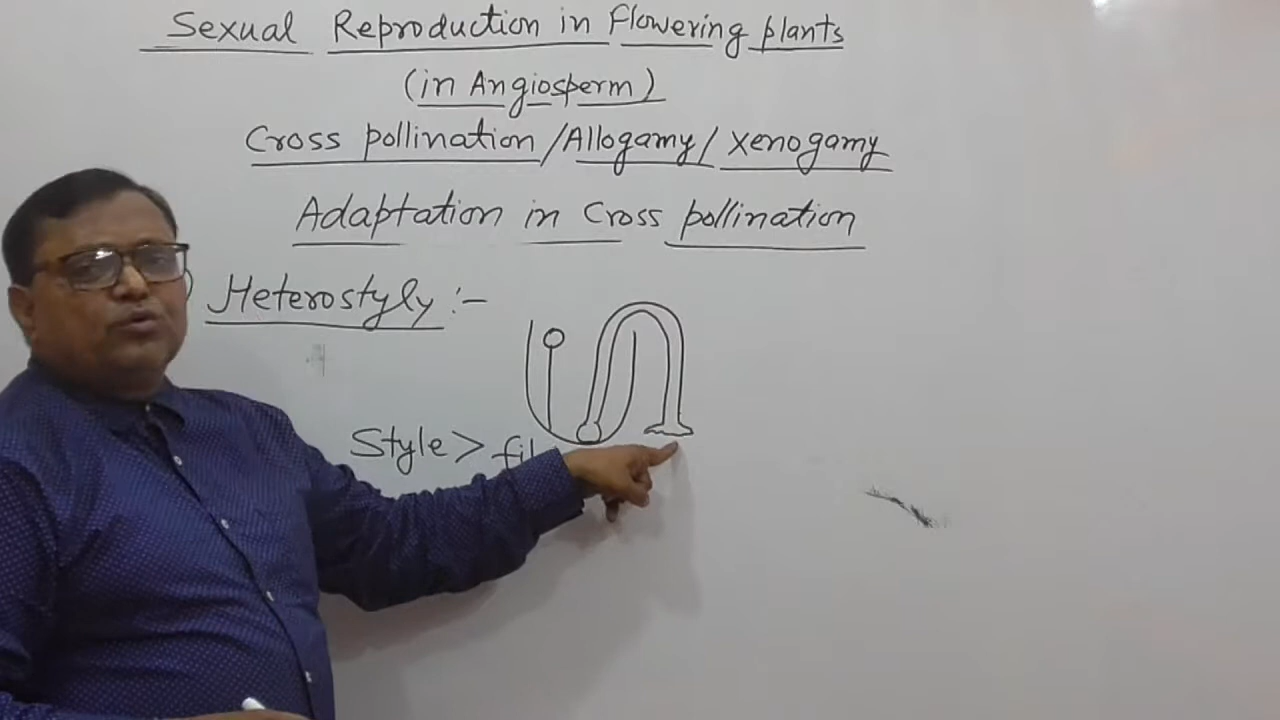 Sexual Reproduction in Flowering plants
(in Angiosperm)
Cross pollination /Allogamy/ Xenogamy
Adaptation in Cross pollination
) Heterostyly :-
Style >